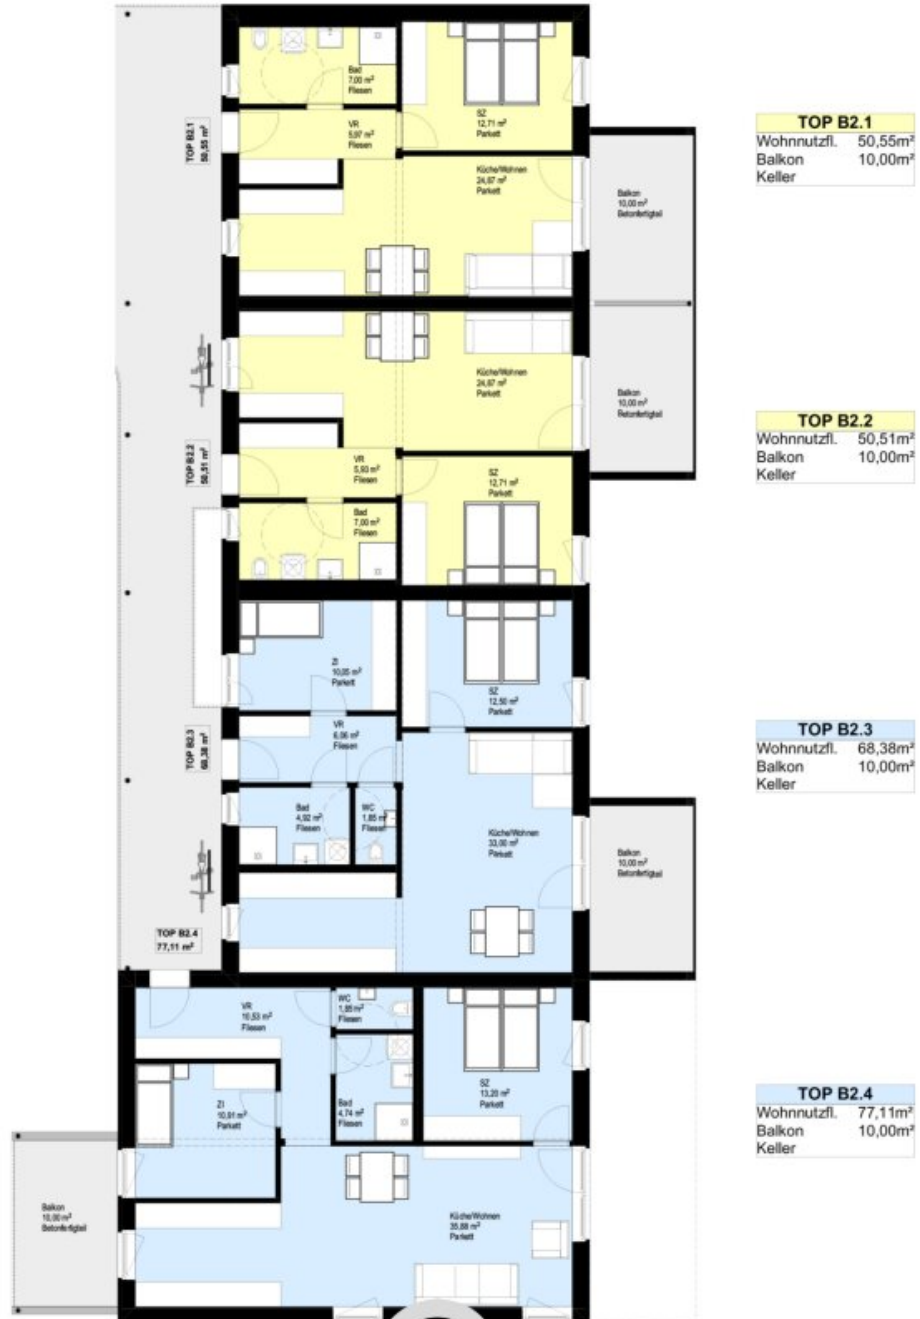 Bad
7,00 m²
Fliesen
SZ
12,71 m²
Parkett
VR
5,97 m²
Fliesen
TOP B2.1
50,55 m²
Küche/Wohnen
24,87 m²
Parkett
Balkon
10,00 m²
Betonfertigteil
TOP B2.1
Wohnnutzfl. 50,55m²
Balkon 10,00m²
Keller
Küche/Wohnen
24,87 m²
Parkett
Balkon
10,00 m²
Betonfertigteil
TOP B2.2
50,51 m²
VR
5,93 m²
Fliesen
SZ
12,71 m²
Parkett
Bad
7,00 m²
Fliesen
TOP B2.2
Wohnnutzfl. 50,51m²
Balkon 10,00m²
Keller
ZI
10,05 m²
Parkett
SZ
12,50 m²
Parkett
VR
6,06 m²
Fliesen
TOP B2.3
68,38 m²
Bad
4,92 m²
Fliesen
WC
1,85 m²
Fliesen
Küche/Wohnen
33,00 m²
Parkett
Balkon
10,00 m²
Betonfertigteil
TOP B2.3
Wohnnutzfl. 68,38m²
Balkon 10,00m²
Keller
TOP B2.4
77,11 m²
VR
10,53 m²
Fliesen
WC
1,85 m²
Fliesen
SZ
13,20 m²
Parkett
ZI
10,91 m²
Parkett
Bad
4,74 m²
Fliesen
Balkon
10,00 m²
Betonfertigteil
Küche/Wohnen
35,88 m²
Parkett
TOP B2.4
Wohnnutzfl. 77,11m²
Balkon 10,00m²
Keller